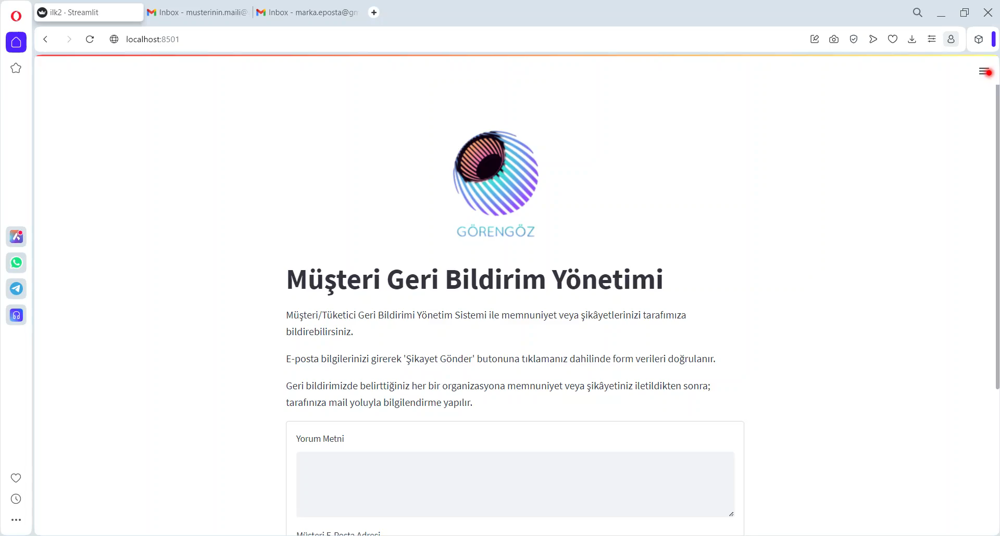 ilk2 · Streamlit
Inbox - musterinin.maili@
Inbox - marka.eposta@gm
localhost:8501
GÖRENGÖZ
Müşteri Geri Bildirim Yönetimi
Müşteri/Tüketici Geri Bildirimi Yönetim Sistemi ile memnuniyet veya şikâyetlerinizi tarafımıza
bildirebilirsiniz.
E-posta bilgilerinizi girerek 'Şikayet Gönder' butonuna tıklamanız dahilinde form verileri doğrulanır.
Geri bildirimizde belirttiğiniz her bir organizasyona memnuniyet veya şikâyetiniz iletildikten sonra;
tarafınıza mail yoluyla bilgilendirme yapılır.
Yorum Metni
Müşteri E-Posta Adresi